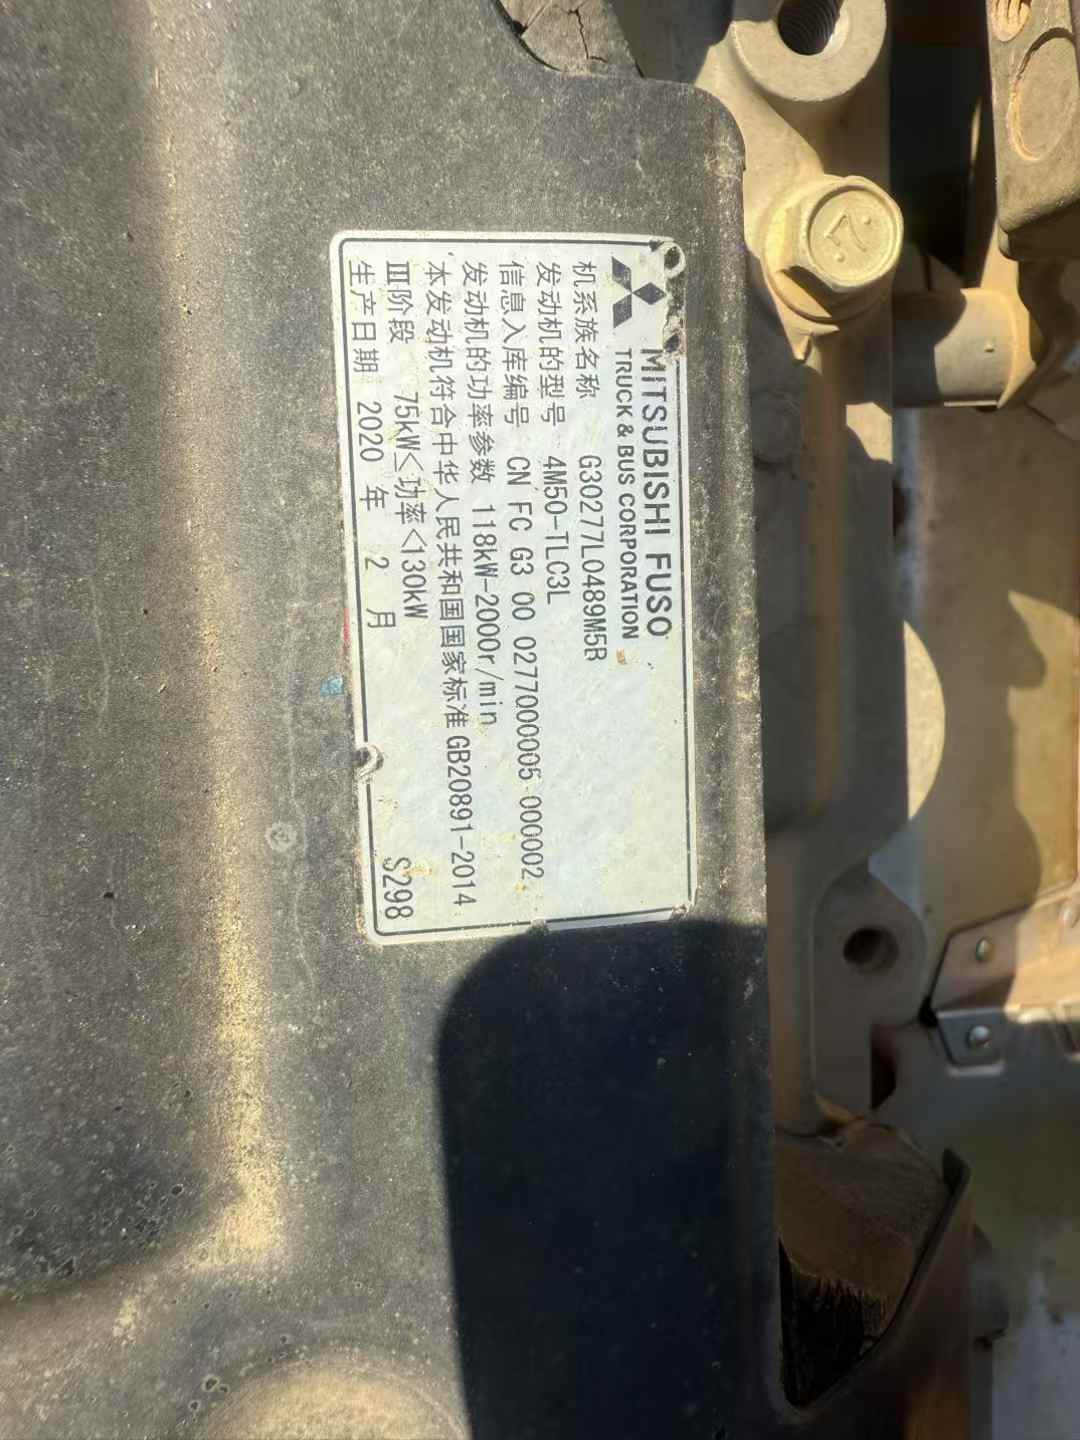 MITSUBISHI FUSO
TRUCK & BUS CORPORATION
机系族名称 G30277L0489M5B
发动机的型号 4M50-TLC3L
信息入库编号 CN FC G3 00 0277000005 000002
发动机的功率参数 118kW-2000r/min
本发动机符合中华人民共和国国家标准 GB20891-2014
III阶段 75kW≤功率<130kW
生产日期 2020 年 2 月
S298
7